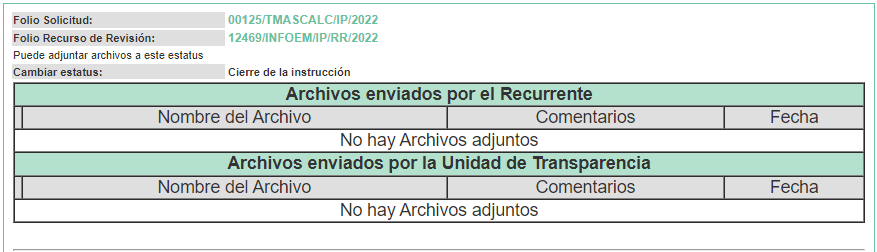 Folio Solicitud: 00125/TMASCALC/IP/2022
Folio Recurso de Revisión: 12469/INFOEM/IP/RR/2022
Puede adjuntar archivos a este estatus
Cambiar estatus: Cierre de la instrucción
Archivos enviados por el Recurrente
Nombre del Archivo Comentarios Fecha
No hay Archivos adjuntos
Archivos enviados por la Unidad de Transparencia
Nombre del Archivo Comentarios Fecha
No hay Archivos adjuntos